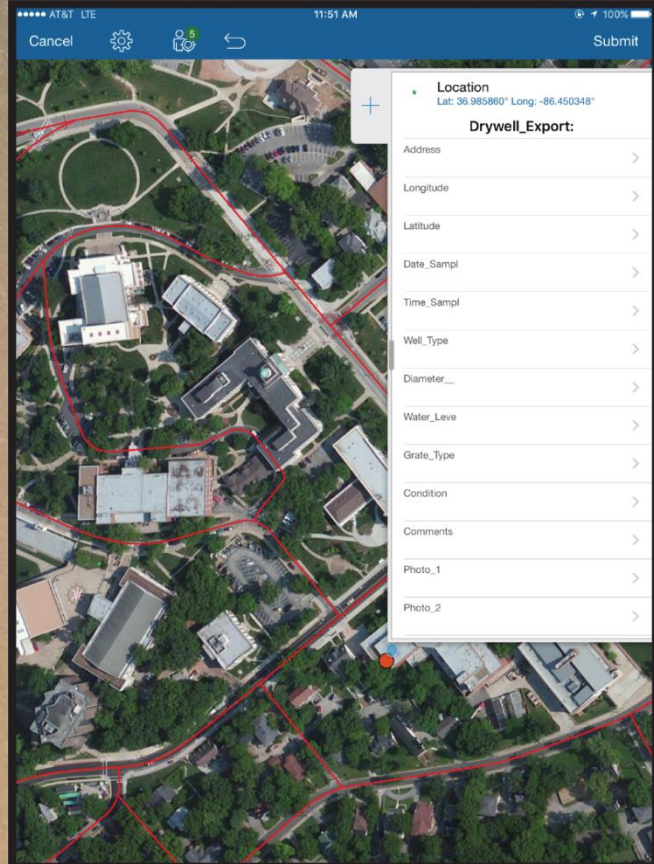 AT&T LTE 11:51 AM 100%
Cancel 5 Submit
Location
Lat: 36.985860° Long: -86.450348°
Drywell_Export:
Address
Longitude
Latitude
Date_Sampl
Time_Sampl
Well_Type
Diameter__
Water_Leve
Grate_Type
Condition
Comments
Photo_1
Photo_2